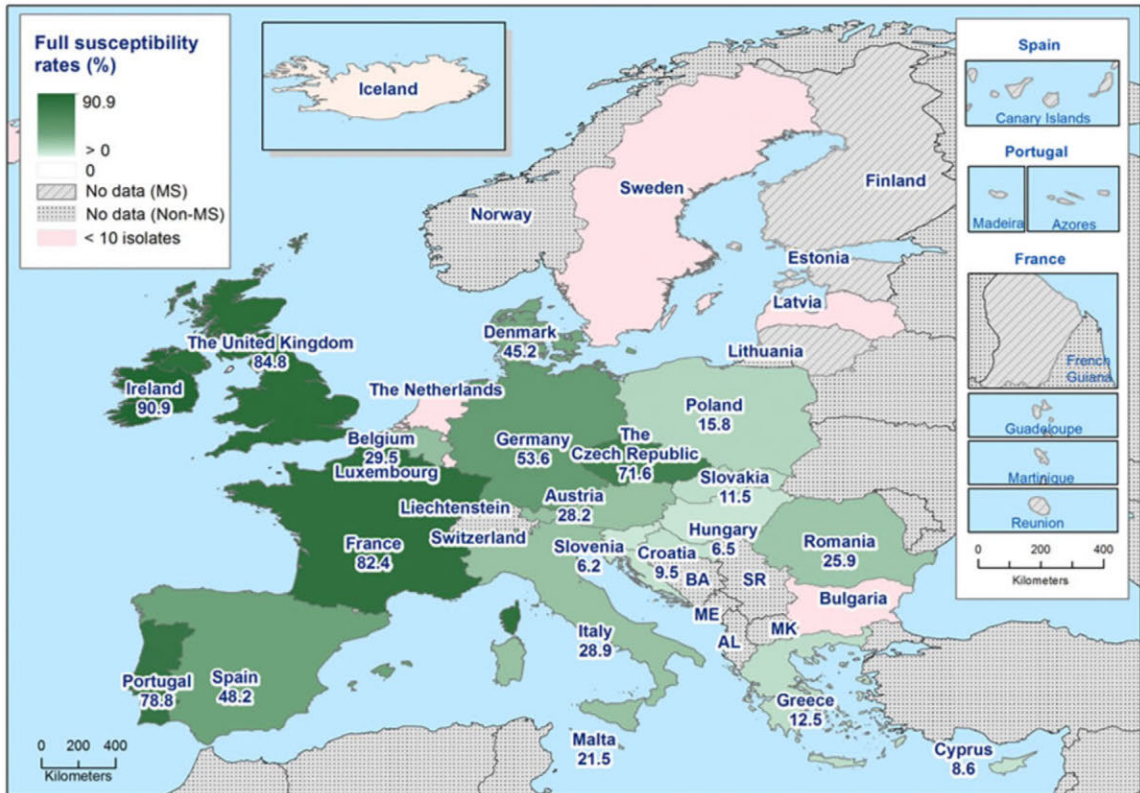 Full susceptibility
rates (%)
90.9
> 0
0
No data (MS)
No data (Non-MS)
< 10 isolates
Iceland
Spain
Canary Islands
Portugal
Madeira
Azores
France
French
Guiana
Guadeloupe
Martinique
Reunion
0 200 400
Kilometers
Norway
Sweden
Finland
Estonia
Latvia
Lithuania
Denmark
45.2
The United Kingdom
84.8
Ireland
90.9
The Netherlands
Belgium
29.5
Luxembourg
Germany
53.6
Poland
15.8
The
Czech Republic
71.6
Slovakia
11.5
Liechtenstein
Austria
28.2
Switzerland
Hungary
6.5
Romania
25.9
France
82.4
Slovenia
6.2
Croatia
9.5
BA
SR
Bulgaria
ME
MK
AL
Italy
28.9
Portugal
78.8
Spain
48.2
Greece
12.5
Malta
21.5
Cyprus
8.6
0 200 400
Kilometers